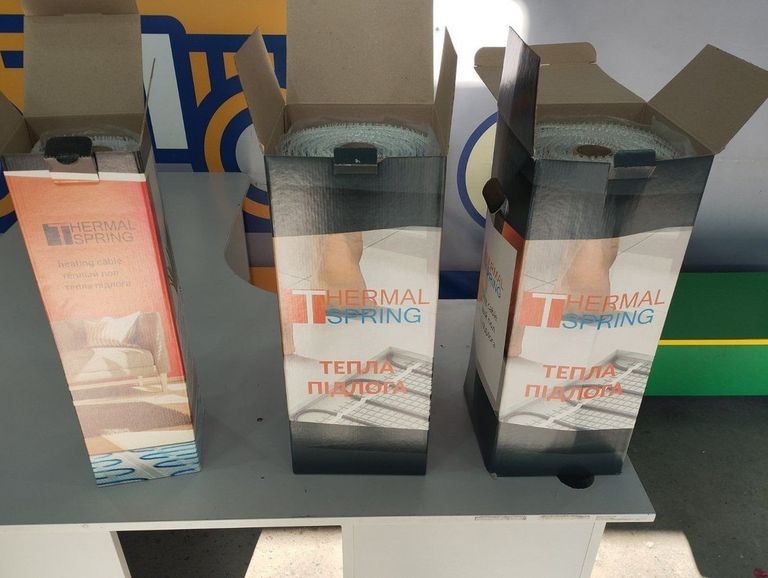 THERMAL
SPRING
heating cable
теплый пол
тепла підлога
THERMAL
SPRING
ТЕПЛА
ПІДЛОГА
THERMAL
SPRING
ТЕПЛА
ПІДЛОГА